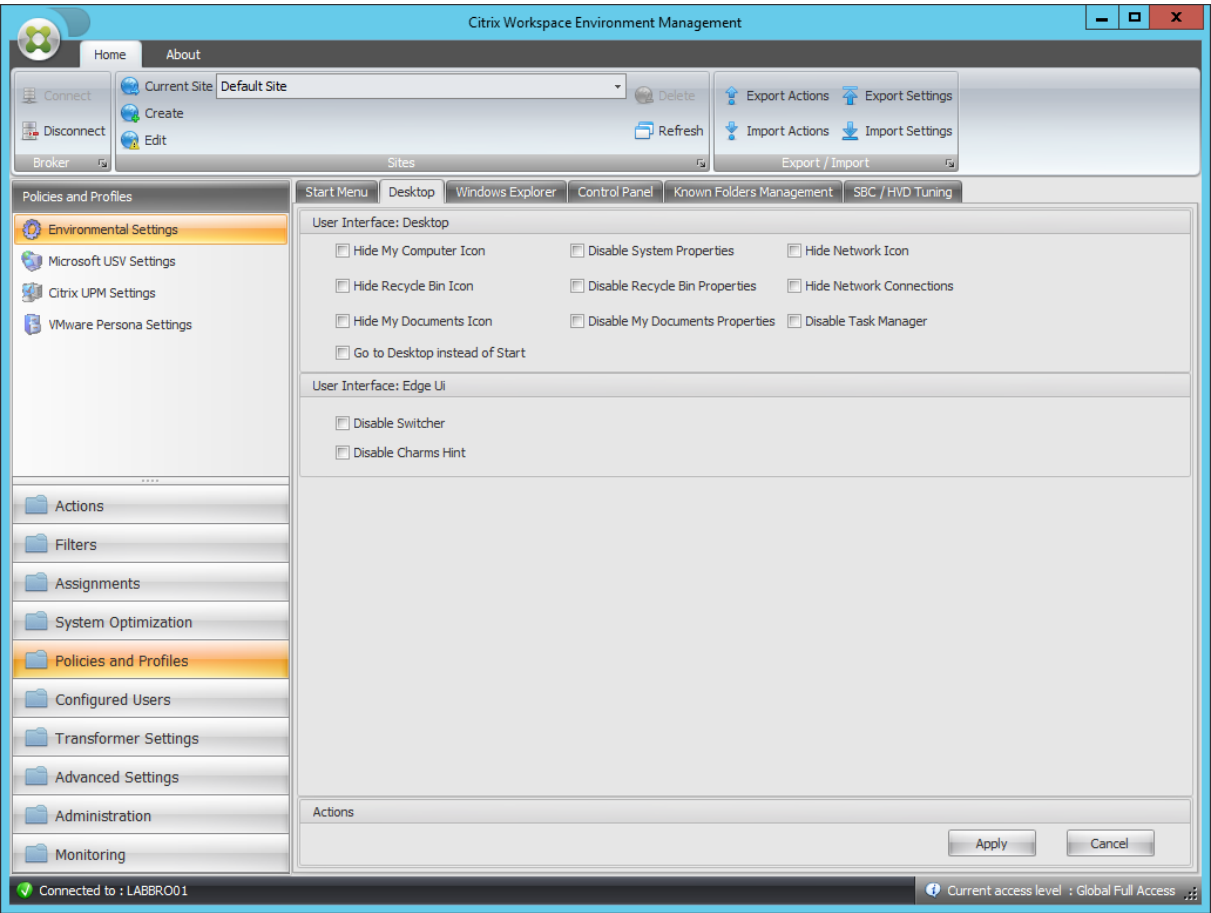 Citrix Workspace Environment Management
Home About
Connect
Disconnect
Broker
Current Site Default Site
Create
Edit
Delete
Refresh
Sites
Export Actions Export Settings
Import Actions Import Settings
Export / Import
Policies and Profiles
Environmental Settings
Microsoft USV Settings
Citrix UPM Settings
VMware Persona Settings
Actions
Filters
Assignments
System Optimization
Policies and Profiles
Configured Users
Transformer Settings
Advanced Settings
Administration
Monitoring
Start Menu Desktop Windows Explorer Control Panel Known Folders Management SBC / HVD Tuning
User Interface: Desktop
Hide My Computer Icon Disable System Properties Hide Network Icon
Hide Recycle Bin Icon Disable Recycle Bin Properties Hide Network Connections
Hide My Documents Icon Disable My Documents Properties Disable Task Manager
Go to Desktop instead of Start
User Interface: Edge Ui
Disable Switcher
Disable Charms Hint
Actions
Apply Cancel
Connected to : LABBRO01
Current access level : Global Full Access